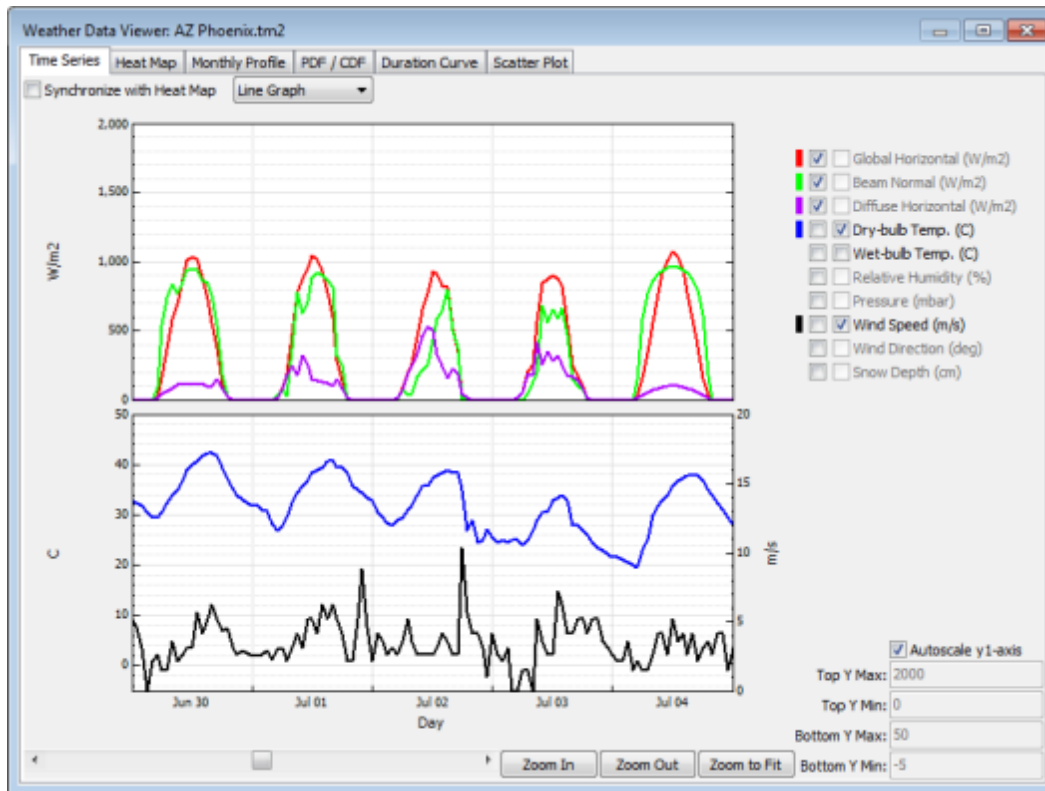 Weather Data Viewer: AZ Phoenix.tm2
Time Series Heat Map Monthly Profile PDF / CDF Duration Curve Scatter Plot
Synchronize with Heat Map Line Graph
2,000
1,500
1,000
500
0
W/m2
Global Horizontal (W/m2)
Beam Normal (W/m2)
Diffuse Horizontal (W/m2)
Dry-bulb Temp. (C)
Wet-bulb Temp. (C)
Relative Humidity (%)
Pressure (mbar)
Wind Speed (m/s)
Wind Direction (deg)
Snow Depth (cm)
50
40
30
20
10
0
C
20
15
10
5
0
m/s
Jun 30 Jul 01 Jul 02 Jul 03 Jul 04
Day
Autoscale y1-axis
Top Y Max: 2000
Top Y Min: 0
Bottom Y Max: 50
Bottom Y Min: -5
Zoom In Zoom Out Zoom to Fit